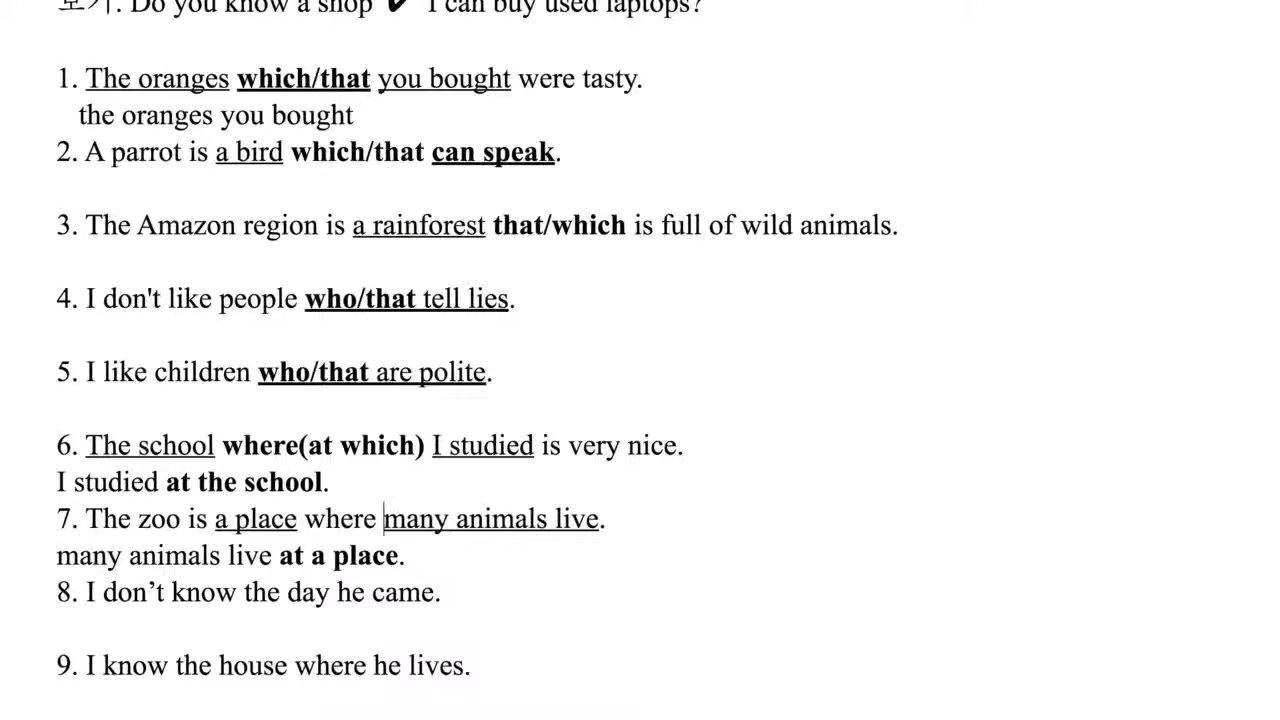 보기. Do you know a shop ✔ I can buy used laptops?
1. The oranges which/that you bought were tasty.
the oranges you bought
2. A parrot is a bird which/that can speak.
3. The Amazon region is a rainforest that/which is full of wild animals.
4. I don't like people who/that tell lies.
5. I like children who/that are polite.
6. The school where(at which) I studied is very nice.
I studied at the school.
7. The zoo is a place where many animals live.
many animals live at a place.
8. I don’t know the day he came.
9. I know the house where he lives.